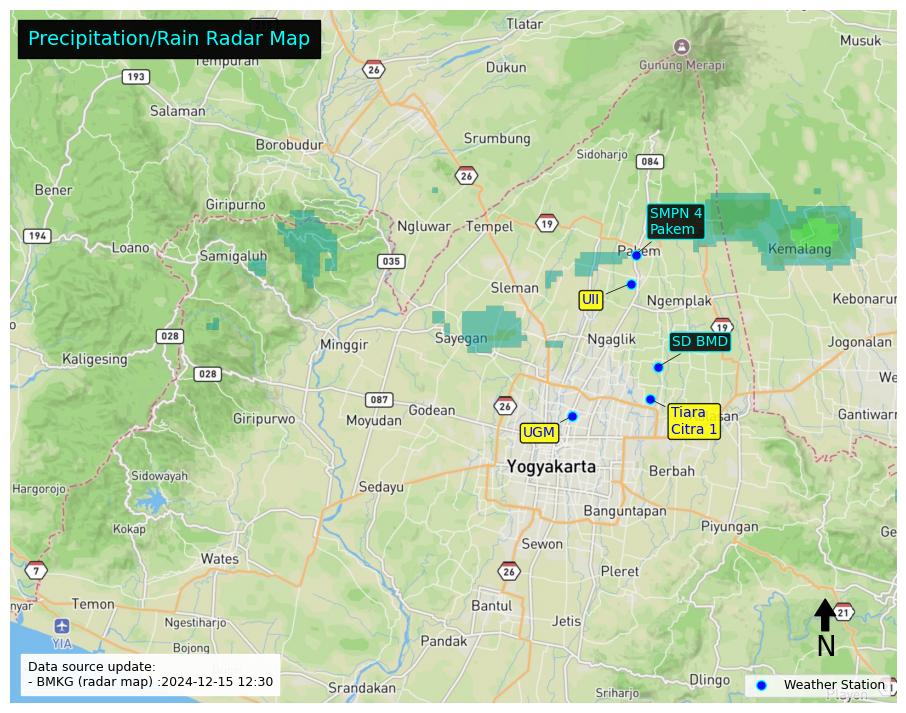 Precipitation/Rain Radar Map
Tlatar
Musuk
Gunung Merapi
Dukun
26
193
Salaman
Borobudur
Srumbung
Sidoharjo
084
26
Bener
Giripurno
SMPN 4
Pakem
194
Loano
Samigaluh
Ngluwar
Tempel
19
Kemalang
035
Sleman
UII
Ngemplak
Kebonarum
19
028
Minggir
Sayegan
Ngaglik
SD BMD
Jogonalan
Kaligesing
028
087
Godean
26
Giripurwo
Moyudan
UGM
Tiara
Citra 1
Gantiwarno
Yogyakarta
Berbah
Sidowayah
Hargorojo
Sedayu
Banguntapan
Kokap
Piyungan
Sewon
Wates
7
26
Pleret
Temon
Bantul
21
Ngestiharjo
Jetis
YIA
Bojong
Pandak
N
Data source update:
- BMKG (radar map) :2024-12-15 12:30
Srandakan
Sriharjo
Dlingo
Weather Station